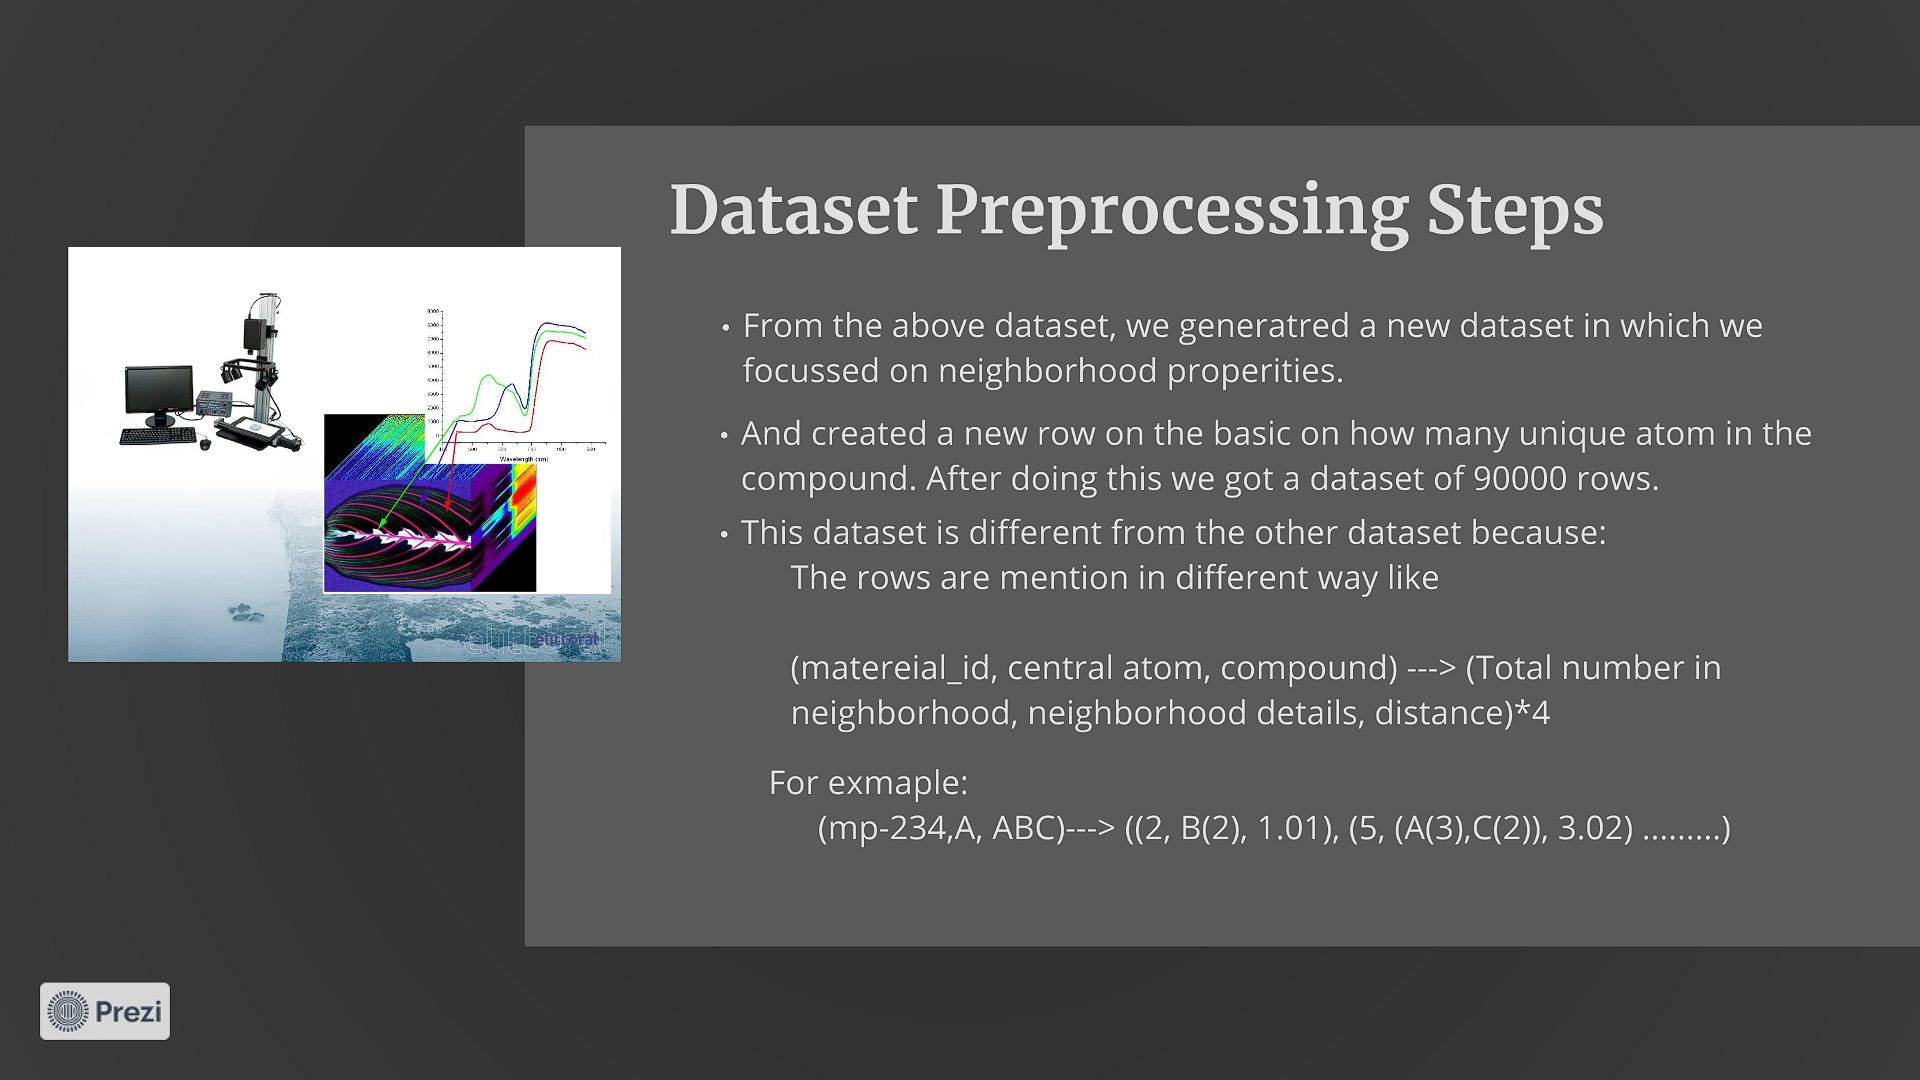 Dataset Preprocessing Steps
• From the above dataset, we generatred a new dataset in which we
focussed on neighborhood properities.
• And created a new row on the basic on how many unique atom in the
compound. After doing this we got a dataset of 90000 rows.
• This dataset is different from the other dataset because:
The rows are mention in different way like
(matereial_id, central atom, compound) ---> (Total number in
neighborhood, neighborhood details, distance)*4
For exmaple:
(mp-234,A, ABC)---> ((2, B(2), 1.01), (5, (A(3),C(2)), 3.02) .........)
Wavelength (nm)
elittoral
Prezi